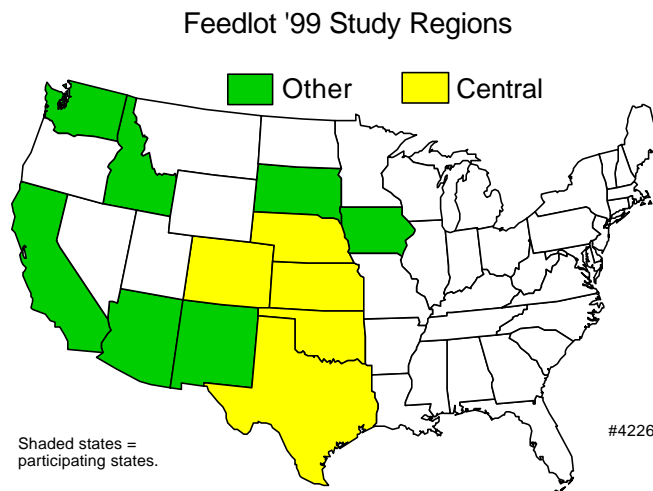 Feedlot '99 Study Regions
Other
Central
Shaded states =
participating states.
#4226